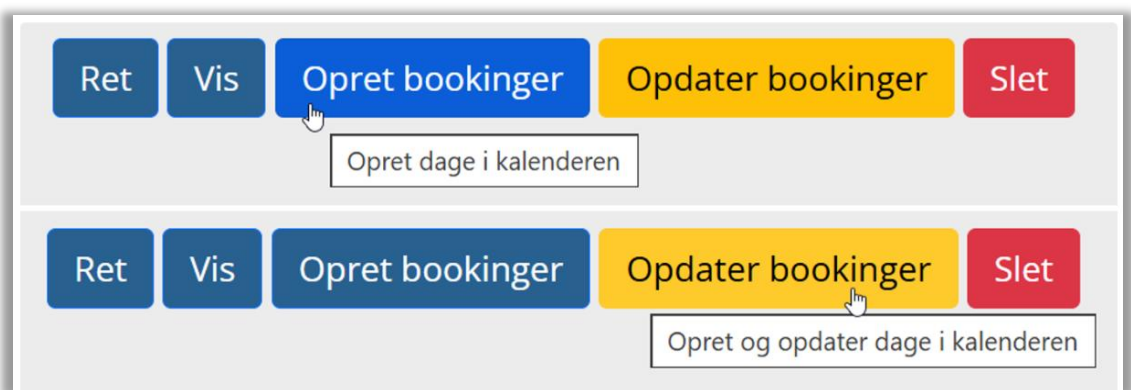 Ret Vis Opret bookinger Opdater bookinger Slet
Opret dage i kalenderen
Ret Vis Opret bookinger Opdater bookinger Slet
Opret og opdater dage i kalenderen